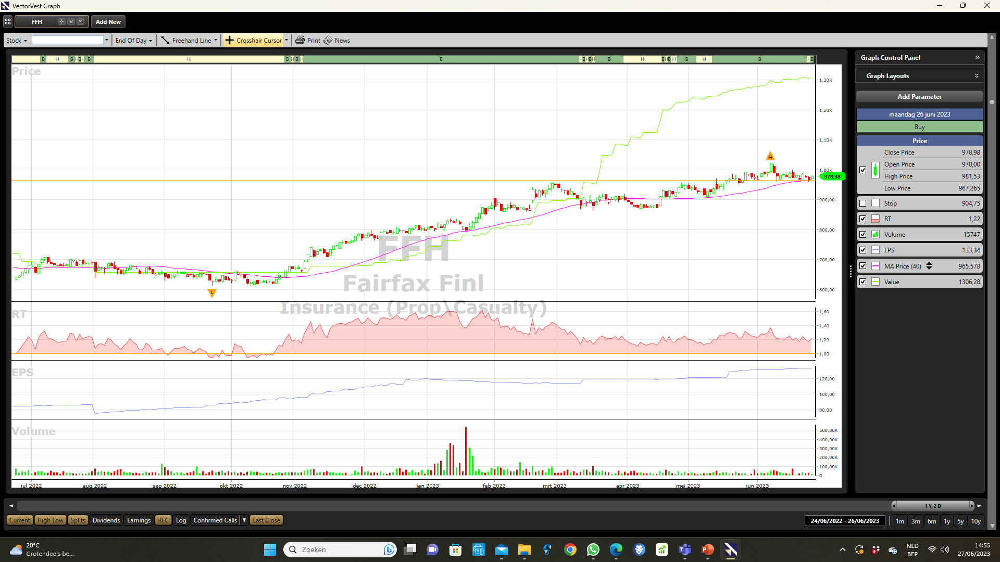 VectorVest Graph
FFH
Add New
Stock
End Of Day
Freehand Line
Crosshair Cursor
Print
News
B H B H B H B H B H B H B H B H B H B H B H B H B H B H B
Price
1,30K
1,20K
1,10K
1,00K
978,98
900,00
800,00
700,00
600,00
H
L
FFH
Fairfax Finl
Insurance (Prop\Casualty)
RT
1,60
1,40
1,20
1,00
EPS
120,00
100,00
80,00
Volume
500,00K
400,00K
300,00K
200,00K
100,00K
0
jul 2022 aug 2022 sep 2022 okt 2022 nov 2022 dec 2022 jan 2023 feb 2023 mrt 2023 apr 2023 mei 2023 jun 2023
Graph Control Panel
Graph Layouts
Add Parameter
maandag 26 juni 2023
Buy
Price
Close Price 978,98
Open Price 970,00
High Price 981,53
Low Price 967,265
Stop 904,75
RT 1,22
Volume 15747
EPS 133,34
MA Price (40) 965,578
Value 1306,28
1 Y, 2 D
Current High Low Splits Dividends Earnings REC Log Confirmed Calls Last Close
24/06/2022 - 26/06/2023 1m 3m 6m 1y 5y 10y
20°C
Grotendeels be...
Zoeken
NLD
BEP
14:55
27/06/2023